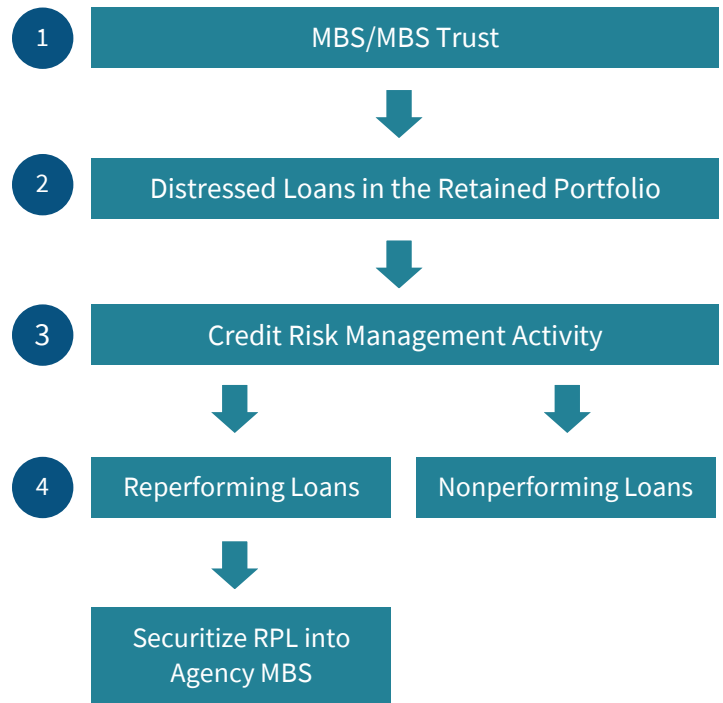 1
MBS/MBS Trust
2
Distressed Loans in the Retained Portfolio
3
Credit Risk Management Activity
4
Reperforming Loans
Nonperforming Loans
Securitize RPL into
Agency MBS